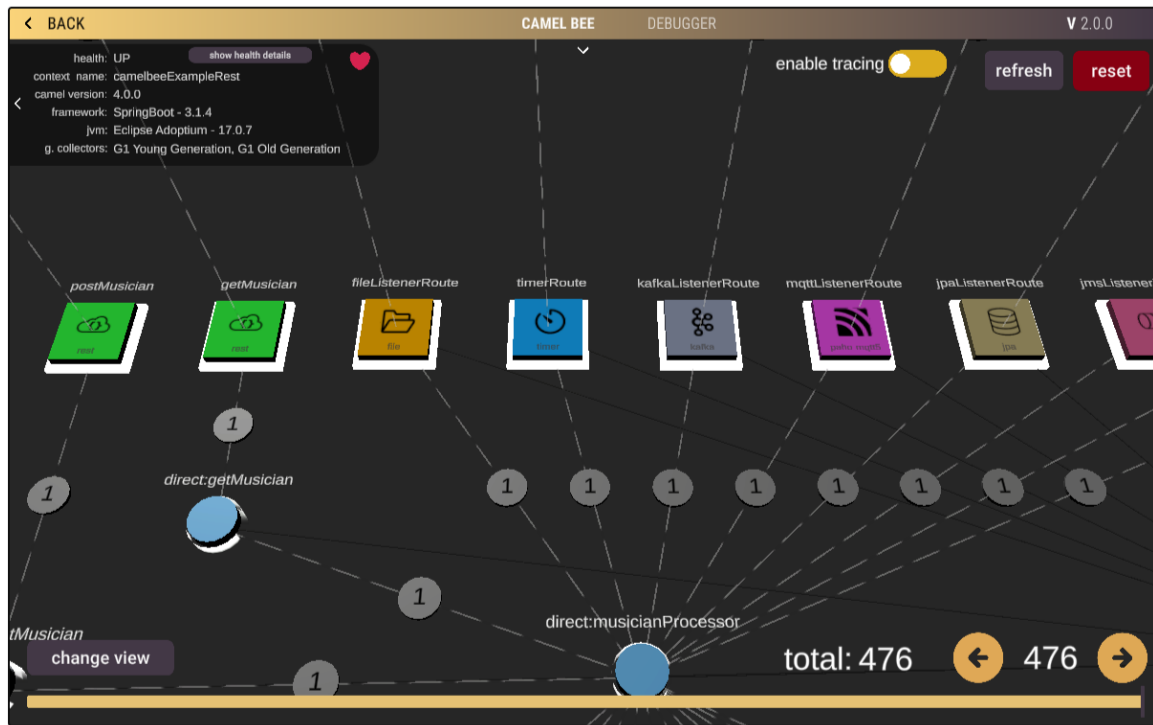 BACK
CAMEL BEE
DEBUGGER
V 2.0.0
health: UP
show health details
context name: camelbeeExampleRest
camel version: 4.0.0
framework: SpringBoot - 3.1.4
jvm: Eclipse Adoptium - 17.0.7
g. collectors: G1 Young Generation, G1 Old Generation
enable tracing
refresh
reset
postMusician
getMusician
fileListenerRoute
timerRoute
kafkaListenerRoute
mqttListenerRoute
jpaListenerRoute
jmsListener
rest
rest
file
timer
kafka
jpa
1
direct:getMusician
1
1 1 1 1 1 1 1 1
1
direct:musicianProcessor
tMusician
change view
1
total: 476
476